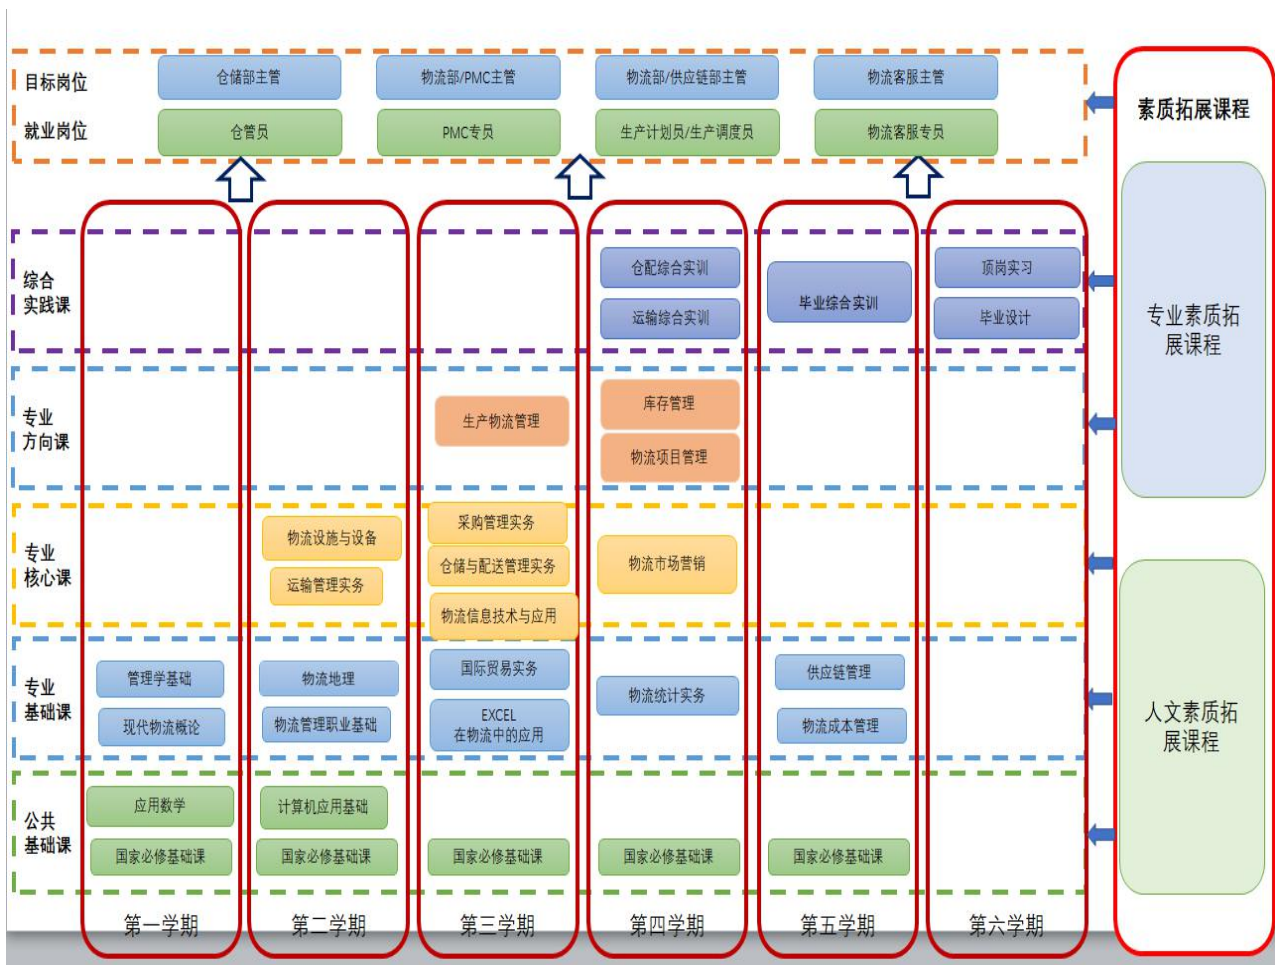 目标岗位
仓储部主管
物流部/PMC主管
物流部/供应链部主管
物流客服主管
就业岗位
仓管员
PMC专员
生产计划员/生产调度员
物流客服专员
素质拓展课程
专业素质拓
展课程
人文素质拓
展课程
综合
实践课
仓配综合实训
运输综合实训
毕业综合实训
顶岗实习
毕业设计
专业
方向课
生产物流管理
库存管理
物流项目管理
专业
核心课
物流设施与设备
运输管理实务
采购管理实务
仓储与配送管理实务
物流信息技术与应用
物流市场营销
专业
基础课
管理学基础
现代物流概论
物流地理
物流管理职业基础
国际贸易实务
EXCEL
在物流中的应用
物流统计实务
供应链管理
物流成本管理
公共
基础课
应用数学
国家必修基础课
计算机应用基础
国家必修基础课
国家必修基础课
国家必修基础课
国家必修基础课
第一学期
第二学期
第三学期
第四学期
第五学期
第六学期